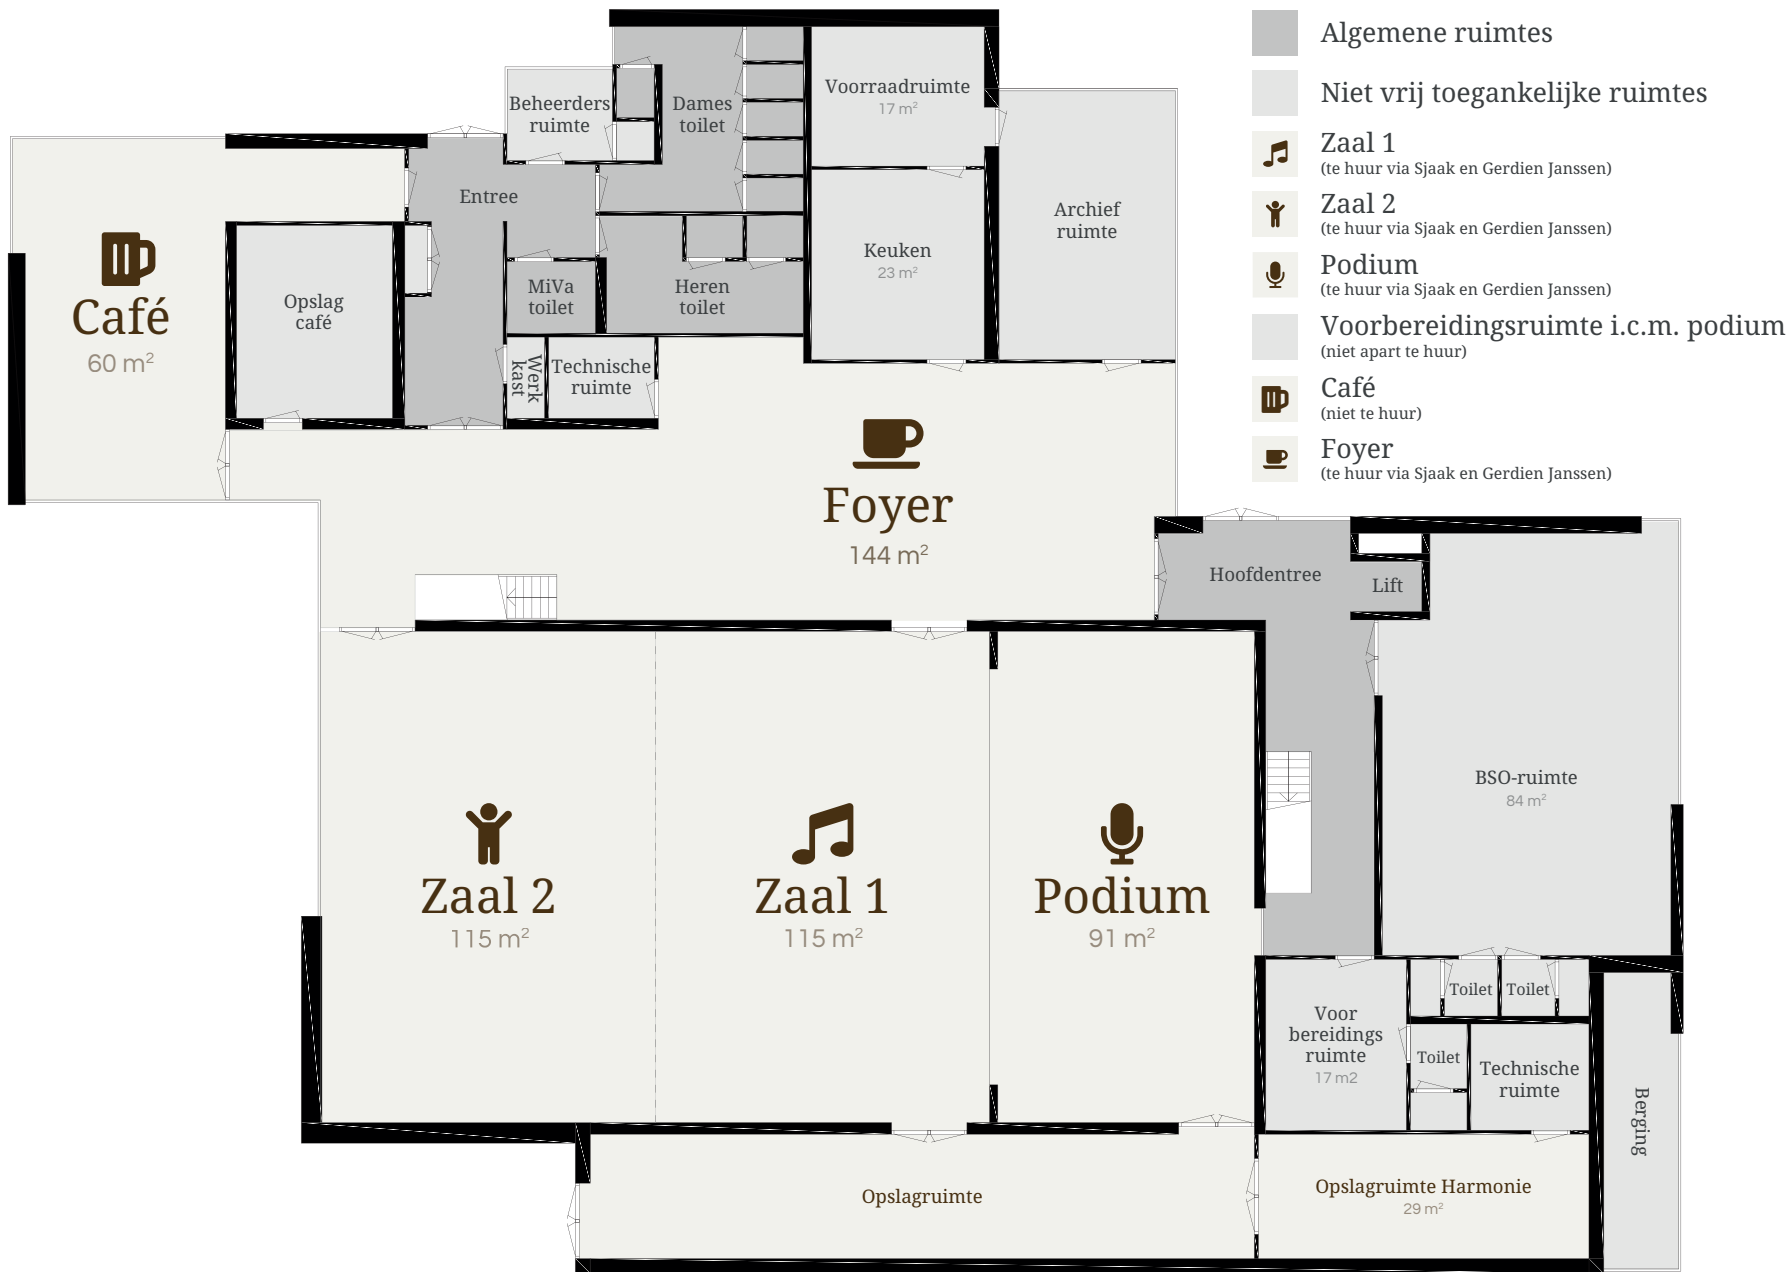 Algemene ruimtes
Niet vrij toegankelijke ruimtes
Zaal 1
(te huur via Sjaak en Gerdien Janssen)
Zaal 2
(te huur via Sjaak en Gerdien Janssen)
Podium
(te huur via Sjaak en Gerdien Janssen)
Voorbereidingsruimte i.c.m. podium
(niet apart te huur)
Café
(niet te huur)
Foyer
(te huur via Sjaak en Gerdien Janssen)
Voorraadruimte
17 m²
Beheerders
ruimte
Dames
toilet
Entree
Archief
ruimte
Keuken
23 m²
Café
60 m²
Opslag
café
MiVa
toilet
Heren
toilet
Werk
kast
Technische
ruimte
Foyer
144 m²
Hoofdentree
Lift
BSO-ruimte
84 m²
Zaal 2
115 m²
Zaal 1
115 m²
Podium
91 m²
Toilet
Toilet
Voor
bereidings
ruimte
17 m2
Toilet
Technische
ruimte
Berging
Opslagruimte
Opslagruimte Harmonie
29 m²